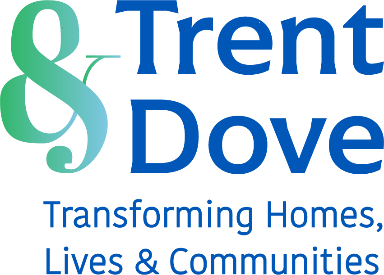 Trent
& Dove
Transforming Homes,
Lives & Communities